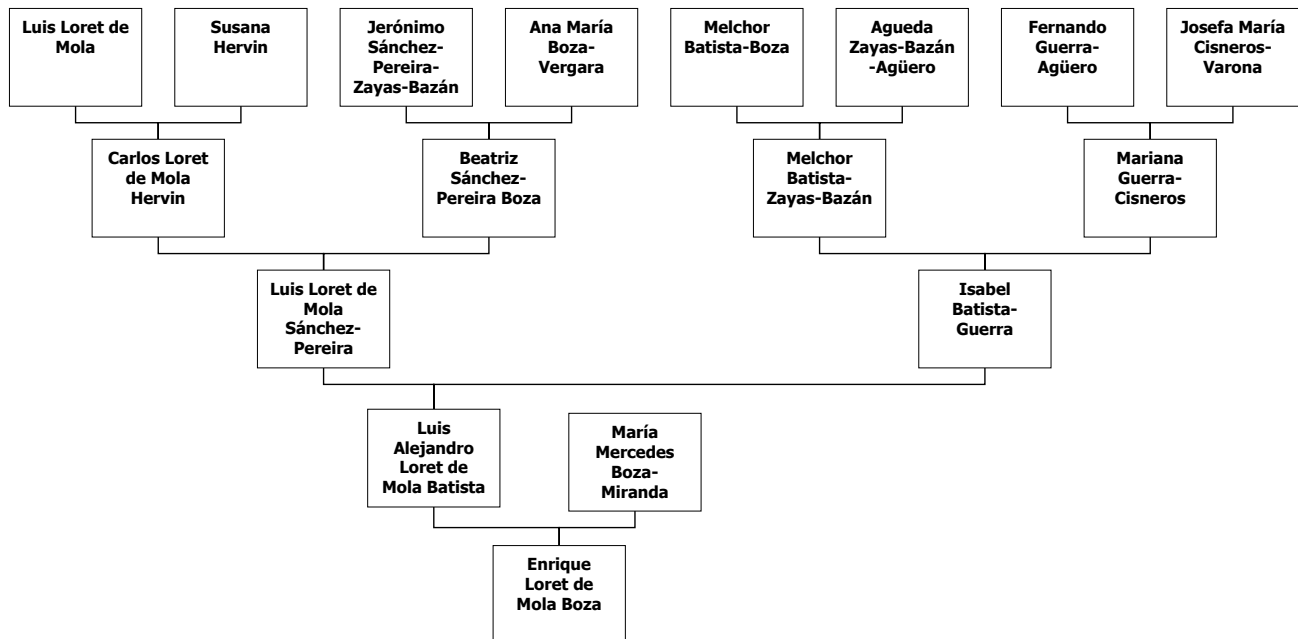 Luis Loret de
Mola
Susana
Hervin
Jerónimo
Sánchez-
Pereira-
Zayas-Bazán
Ana María
Boza-
Vergara
Melchor
Batista-Boza
Agueda
Zayas-Bazán
-Agüero
Fernando
Guerra-
Agüero
Josefa María
Cisneros-
Varona
Carlos Loret
de Mola
Hervin
Beatriz
Sánchez-
Pereira Boza
Melchor
Batista-
Zayas-Bazán
Mariana
Guerra-
Cisneros
Luis Loret de
Mola
Sánchez-
Pereira
Isabel
Batista-
Guerra
Luis
Alejandro
Loret de
Mola Batista
María
Mercedes
Boza-
Miranda
Enrique
Loret de
Mola Boza